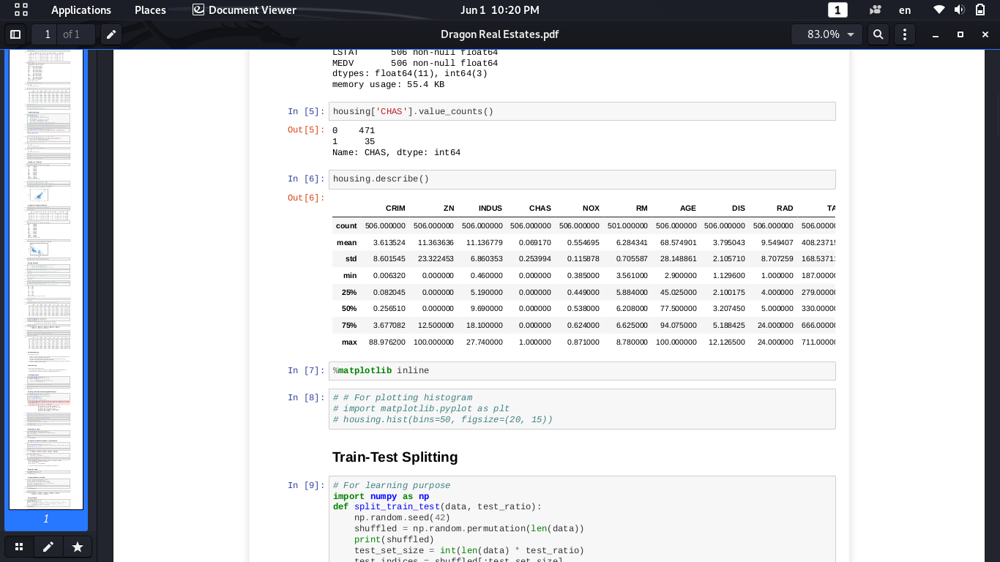 Applications Places Document Viewer Jun 1 10:20 PM 1 en
1 of 1 Dragon Real Estates.pdf 83.0%
LSTAT 506 non-null float64
MEDV 506 non-null float64
dtypes: float64(11), int64(3)
memory usage: 55.4 KB
In [5]: housing['CHAS'].value_counts()
Out[5]: 0 471
1 35
Name: CHAS, dtype: int64
In [6]: housing.describe()
Out[6]:
CRIM ZN INDUS CHAS NOX RM AGE DIS RAD TA
count 506.000000 506.000000 506.000000 506.000000 506.000000 501.000000 506.000000 506.000000 506.000000 506.00000
mean 3.613524 11.363636 11.136779 0.069170 0.554695 6.284341 68.574901 3.795043 9.549407 408.23715
std 8.601545 23.322453 6.860353 0.253994 0.115878 0.705587 28.148861 2.105710 8.707259 168.53711
min 0.006320 0.000000 0.460000 0.000000 0.385000 3.561000 2.900000 1.129600 1.000000 187.00000
25% 0.082045 0.000000 5.190000 0.000000 0.449000 5.884000 45.025000 2.100175 4.000000 279.00000
50% 0.256510 0.000000 9.690000 0.000000 0.538000 6.208000 77.500000 3.207450 5.000000 330.00000
75% 3.677082 12.500000 18.100000 0.000000 0.624000 6.625000 94.075000 5.188425 24.000000 666.00000
max 88.976200 100.000000 27.740000 1.000000 0.871000 8.780000 100.000000 12.126500 24.000000 711.00000
In [7]: %matplotlib inline
In [8]: # # For plotting histogram
# import matplotlib.pyplot as plt
# housing.hist(bins=50, figsize=(20, 15))
Train-Test Splitting
In [9]: # For learning purpose
import numpy as np
def split_train_test(data, test_ratio):
np.random.seed(42)
shuffled = np.random.permutation(len(data))
print(shuffled)
test_set_size = int(len(data) * test_ratio)
test_indices = shuffled[:test_set_size]
1